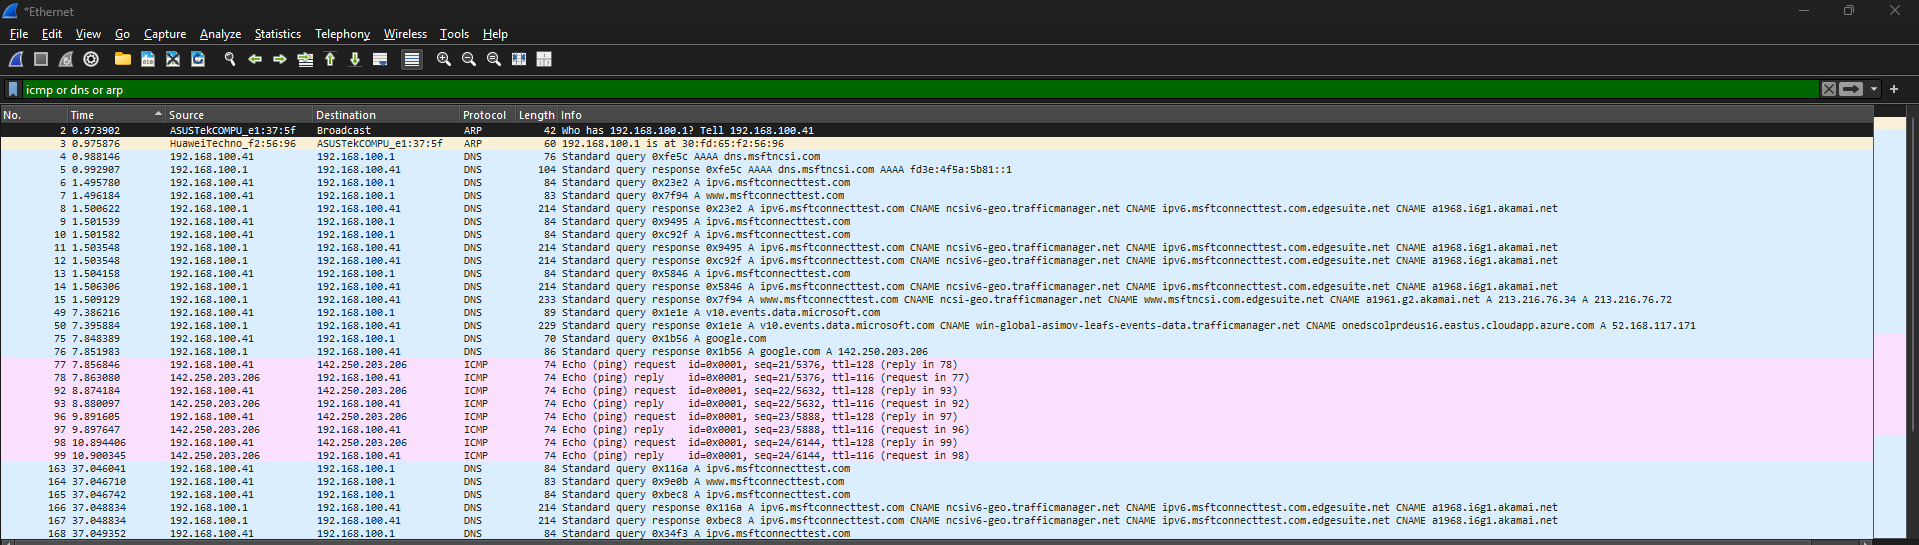 *Ethernet
File Edit View Go Capture Analyze Statistics Telephony Wireless Tools Help
icmp or dns or arp
No. Time Source Destination Protocol Length Info
2 0.973902 ASUSTekCOMPU_e1:37:5f Broadcast ARP 42 Who has 192.168.100.1? Tell 192.168.100.41
3 0.975876 HuaweiTechno_f2:56:96 ASUSTekCOMPU_e1:37:5f ARP 60 192.168.100.1 is at 30:fd:65:f2:56:96
4 0.988146 192.168.100.41 192.168.100.1 DNS 76 Standard query 0xfe5c AAAA dns.msftncsi.com
5 0.992907 192.168.100.1 192.168.100.41 DNS 104 Standard query response 0xfe5c AAAA dns.msftncsi.com AAAA fd3e:4f5a:5b81::1
6 1.495780 192.168.100.41 192.168.100.1 DNS 84 Standard query 0x23e2 A ipv6.msftconnecttest.com
7 1.496184 192.168.100.41 192.168.100.1 DNS 83 Standard query 0x7f94 A www.msftconnecttest.com
8 1.500622 192.168.100.1 192.168.100.41 DNS 214 Standard query response 0x23e2 A ipv6.msftconnecttest.com CNAME ncsiv6-geo.trafficmanager.net CNAME ipv6.msftconnecttest.com.edgesuite.net CNAME a1968.i6g1.akamai.net
9 1.501539 192.168.100.41 192.168.100.1 DNS 84 Standard query 0x9495 A ipv6.msftconnecttest.com
10 1.501582 192.168.100.41 192.168.100.1 DNS 84 Standard query 0xc92f A ipv6.msftconnecttest.com
11 1.503548 192.168.100.1 192.168.100.41 DNS 214 Standard query response 0x9495 A ipv6.msftconnecttest.com CNAME ncsiv6-geo.trafficmanager.net CNAME ipv6.msftconnecttest.com.edgesuite.net CNAME a1968.i6g1.akamai.net
12 1.503548 192.168.100.1 192.168.100.41 DNS 214 Standard query response 0xc92f A ipv6.msftconnecttest.com CNAME ncsiv6-geo.trafficmanager.net CNAME ipv6.msftconnecttest.com.edgesuite.net CNAME a1968.i6g1.akamai.net
13 1.504158 192.168.100.41 192.168.100.1 DNS 84 Standard query 0x5846 A ipv6.msftconnecttest.com
14 1.506306 192.168.100.1 192.168.100.41 DNS 214 Standard query response 0x5846 A ipv6.msftconnecttest.com CNAME ncsiv6-geo.trafficmanager.net CNAME ipv6.msftconnecttest.com.edgesuite.net CNAME a1968.i6g1.akamai.net
15 1.509129 192.168.100.1 192.168.100.41 DNS 233 Standard query response 0x7f94 A www.msftconnecttest.com CNAME ncsi-geo.trafficmanager.net CNAME www.msftncsi.com.edgesuite.net CNAME a1961.g2.akamai.net A 213.216.76.34 A 213.216.76.72
49 7.386216 192.168.100.41 192.168.100.1 DNS 89 Standard query 0x1e1e A v10.events.data.microsoft.com
50 7.395884 192.168.100.1 192.168.100.41 DNS 229 Standard query response 0x1e1e A v10.events.data.microsoft.com CNAME win-global-asimov-leafs-events-data.trafficmanager.net CNAME onedscolprdeus16.eastus.cloudapp.azure.com A 52.168.117.171
75 7.848389 192.168.100.41 192.168.100.1 DNS 70 Standard query 0x1b56 A google.com
76 7.851983 192.168.100.1 192.168.100.41 DNS 86 Standard query response 0x1b56 A google.com A 142.250.203.206
77 7.856846 192.168.100.41 142.250.203.206 ICMP 74 Echo (ping) request id=0x0001, seq=21/5376, ttl=128 (reply in 78)
78 7.863080 142.250.203.206 192.168.100.41 ICMP 74 Echo (ping) reply id=0x0001, seq=21/5376, ttl=116 (request in 77)
92 8.874184 192.168.100.41 142.250.203.206 ICMP 74 Echo (ping) request id=0x0001, seq=22/5632, ttl=128 (reply in 93)
93 8.880097 142.250.203.206 192.168.100.41 ICMP 74 Echo (ping) reply id=0x0001, seq=22/5632, ttl=116 (request in 92)
96 9.891605 192.168.100.41 142.250.203.206 ICMP 74 Echo (ping) request id=0x0001, seq=23/5888, ttl=128 (reply in 97)
97 9.897647 142.250.203.206 192.168.100.41 ICMP 74 Echo (ping) reply id=0x0001, seq=23/5888, ttl=116 (request in 96)
98 10.894406 192.168.100.41 142.250.203.206 ICMP 74 Echo (ping) request id=0x0001, seq=24/6144, ttl=128 (reply in 99)
99 10.900345 142.250.203.206 192.168.100.41 ICMP 74 Echo (ping) reply id=0x0001, seq=24/6144, ttl=116 (request in 98)
163 37.046041 192.168.100.41 192.168.100.1 DNS 84 Standard query 0x116a A ipv6.msftconnecttest.com
164 37.046710 192.168.100.41 192.168.100.1 DNS 83 Standard query 0x9e0b A www.msftconnecttest.com
165 37.046742 192.168.100.41 192.168.100.1 DNS 84 Standard query 0xbec8 A ipv6.msftconnecttest.com
166 37.048834 192.168.100.1 192.168.100.41 DNS 214 Standard query response 0x116a A ipv6.msftconnecttest.com CNAME ncsiv6-geo.trafficmanager.net CNAME ipv6.msftconnecttest.com.edgesuite.net CNAME a1968.i6g1.akamai.net
167 37.048834 192.168.100.1 192.168.100.41 DNS 214 Standard query response 0xbec8 A ipv6.msftconnecttest.com CNAME ncsiv6-geo.trafficmanager.net CNAME ipv6.msftconnecttest.com.edgesuite.net CNAME a1968.i6g1.akamai.net
168 37.049352 192.168.100.41 192.168.100.1 DNS 84 Standard query 0x34f3 A ipv6.msftconnecttest.com